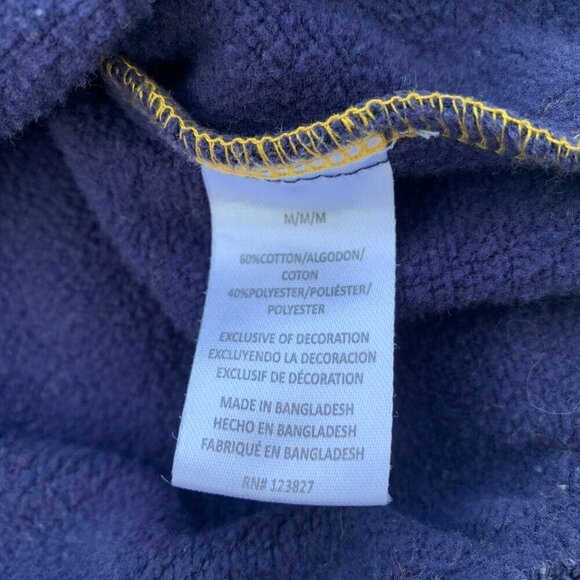 M/M/M
60%COTTON/ALGODON/
COTON
40%POLYESTER/POLIÉSTER/
POLYESTER
EXCLUSIVE OF DECORATION
EXCLUYENDO LA DECORACION
EXCLUSIF DE DÉCORATION
MADE IN BANGLADESH
HECHO EN BANGLADESH
FABRIQUÉ EN BANGLADESH
RN# 123827